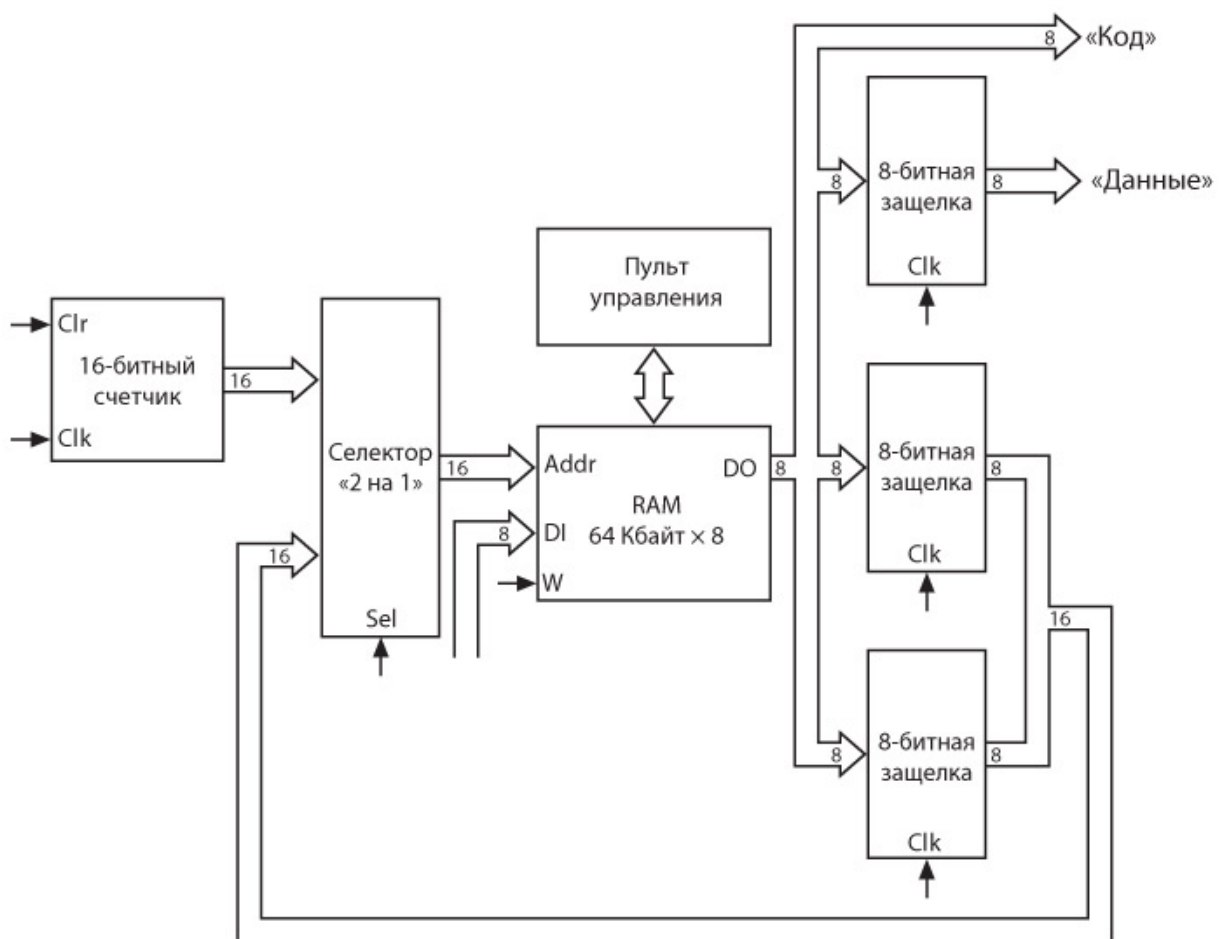 8
«Код»
8
8-битная
защелка
8
«Данные»
Clk
Пульт
управления
Clr
16-битный
счетчик
Clk
16
Селектор
«2 на 1»
16
16
Sel
Addr
DO
RAM
64 Кбайт × 8
8
DI
W
8
8
8-битная
защелка
8
Clk
16
8
8-битная
защелка
8
Clk